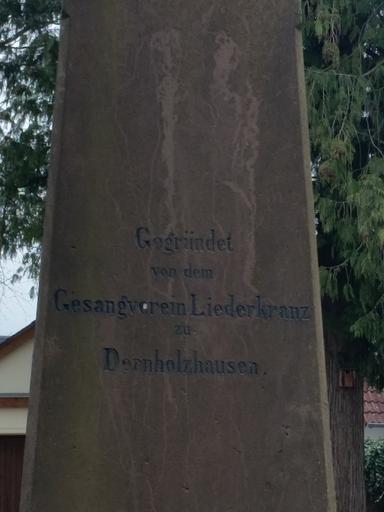 Gegründet
von dem
Gesangverein Liederkranz
zu
Dornholzhausen.